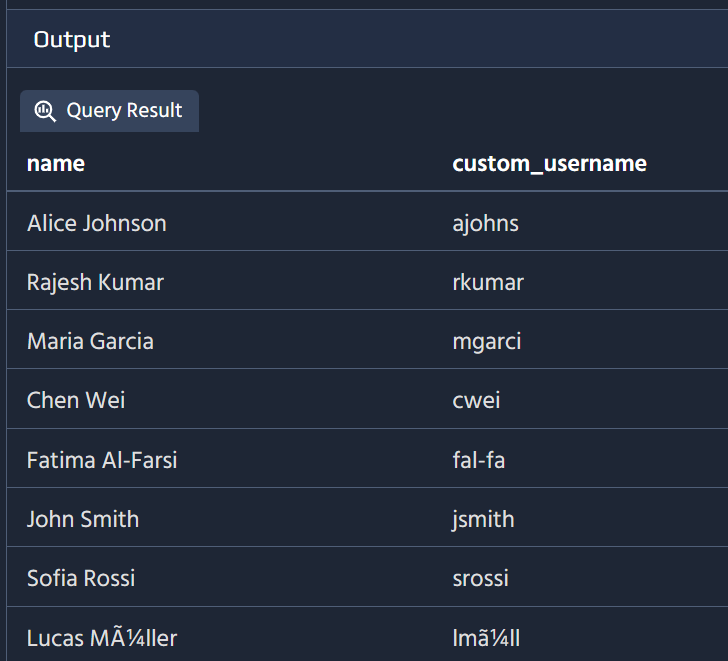 Output
Query Result
name custom_username
Alice Johnson ajohns
Rajesh Kumar rkumar
Maria Garcia mgarci
Chen Wei cwei
Fatima Al-Farsi fal-fa
John Smith jsmith
Sofia Rossi srossi
Lucas MÃ¼ller lmã¼ll